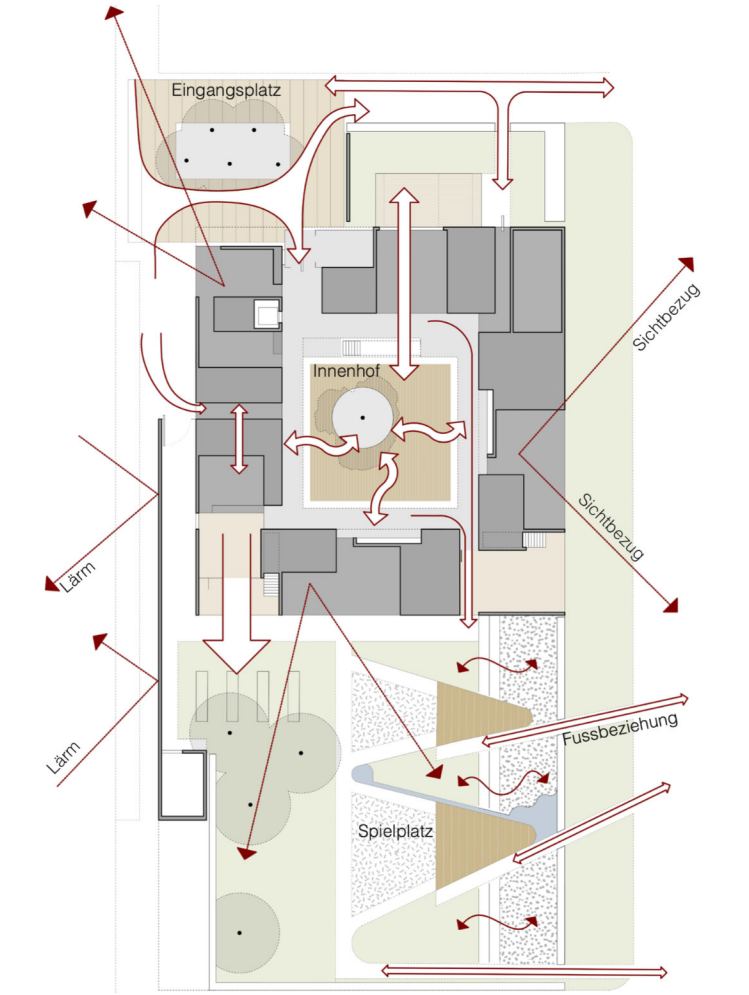 Eingangsplatz
Sichtbezug
Innenhof
Sichtbezug
Lärm
Fussbeziehung
Lärm
Spielplatz